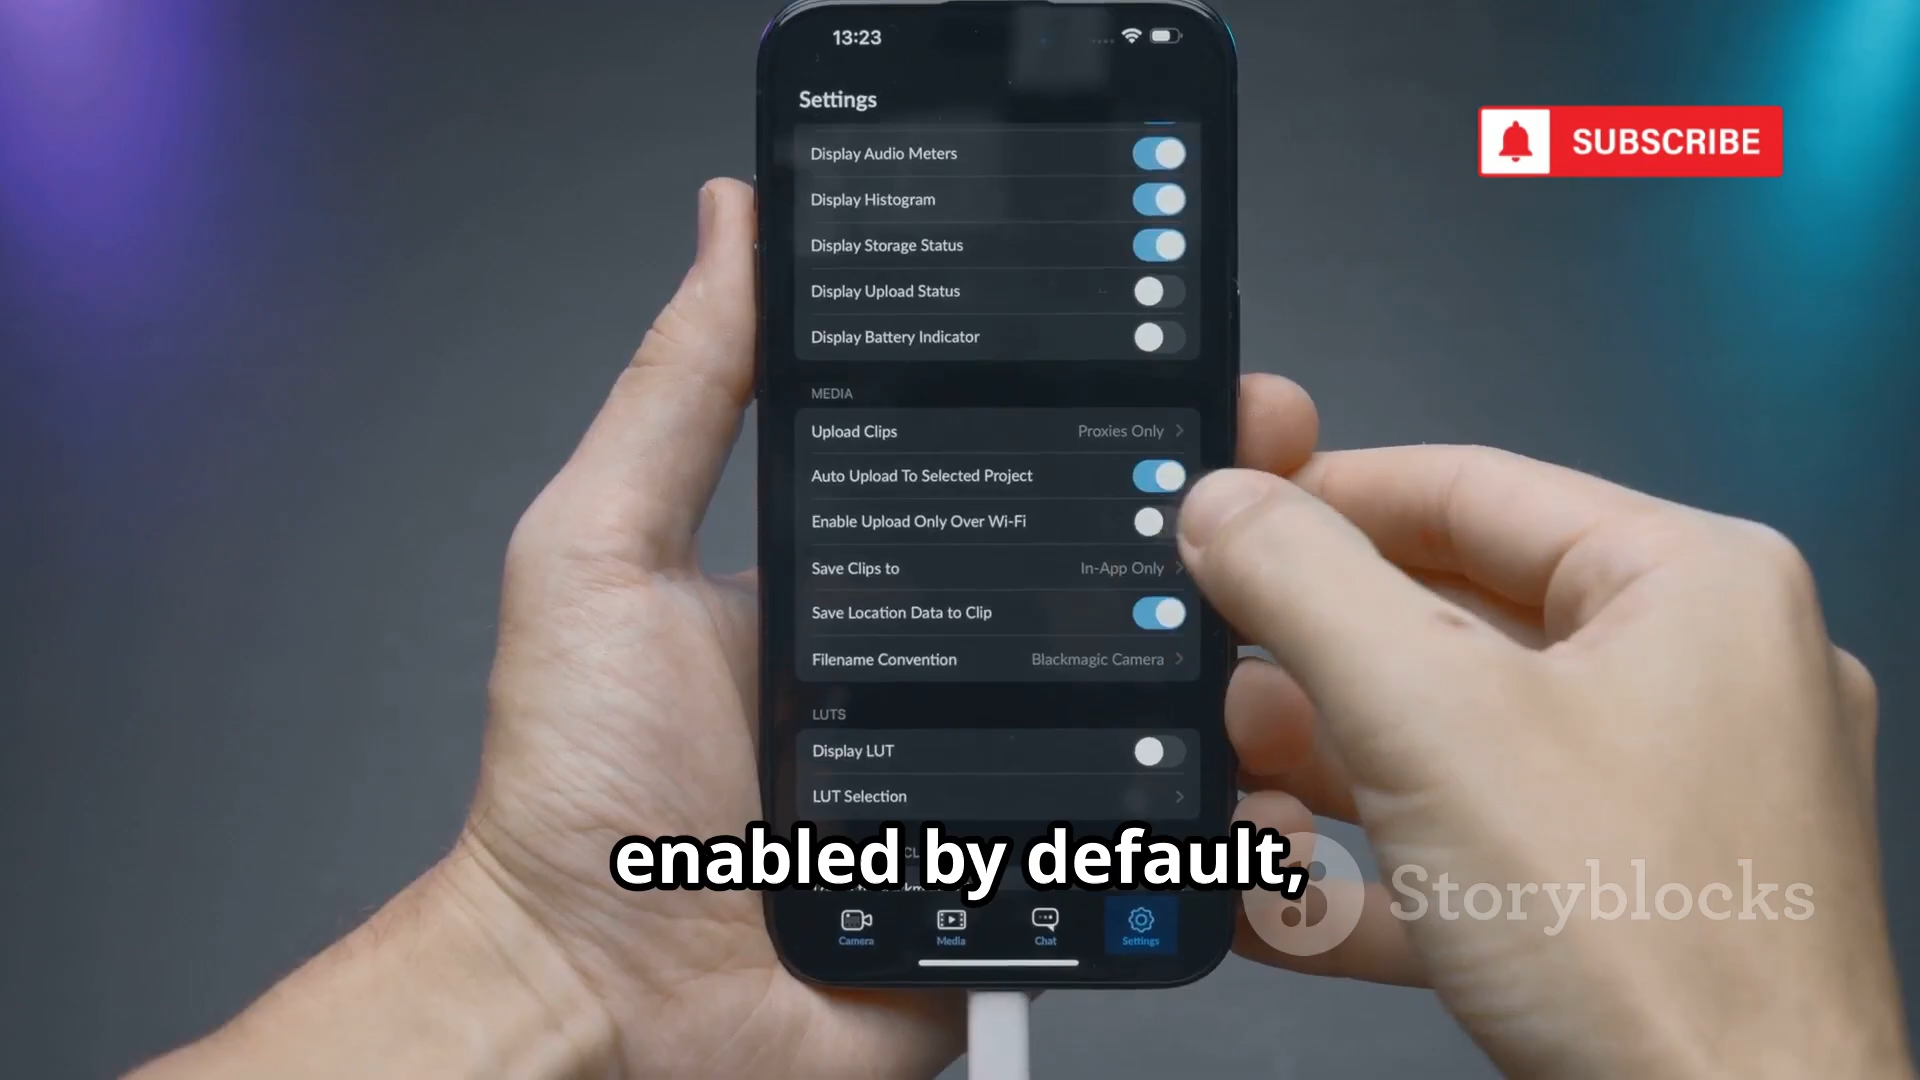 13:23
Settings
SUBSCRIBE
Display Audio Meters
Display Histogram
Display Storage Status
Display Upload Status
Display Battery Indicator
MEDIA
Upload Clips Proxies Only
Auto Upload To Selected Project
Enable Upload Only Over Wi-Fi
Save Clips to In-App Only
Save Location Data to Clip
Filename Convention Blackmagic Camera
LUTS
Display LUT
LUT Selection
enabled by default,
Storyblocks
Camera Media Chat Settings